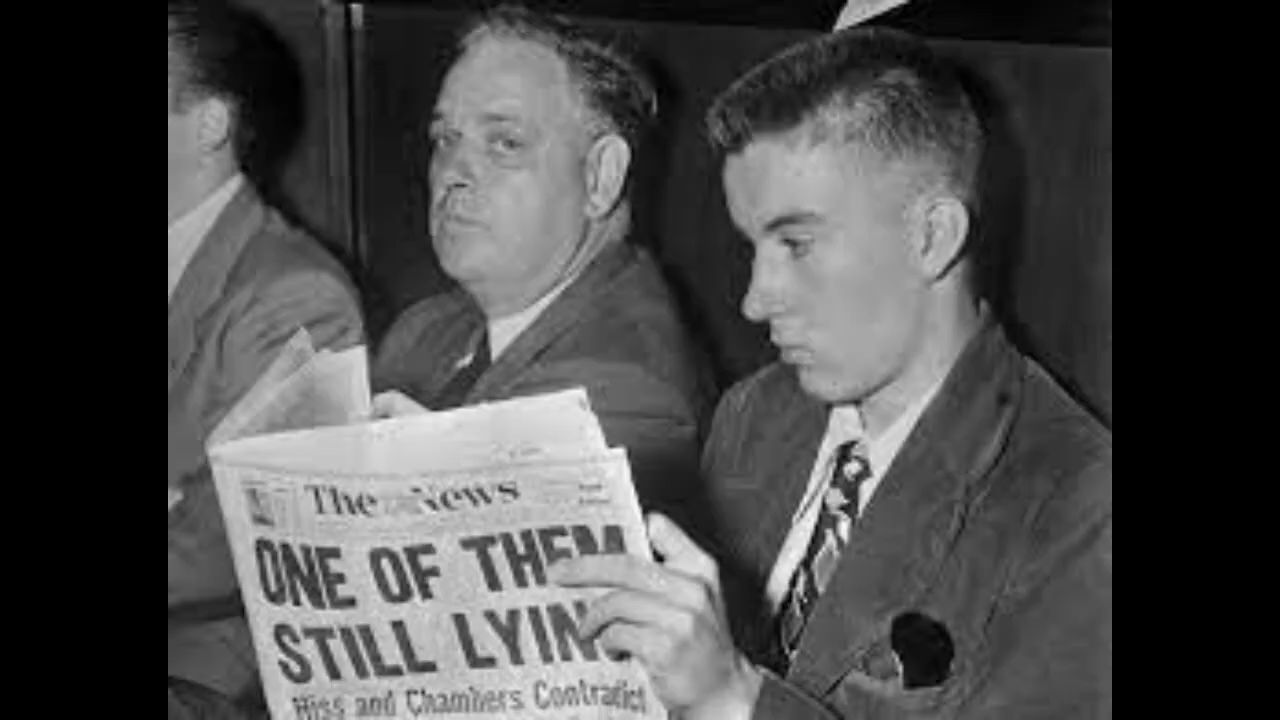 The News
ONE OF THEM
STILL LYIN
Hiss and Chambers Contradict